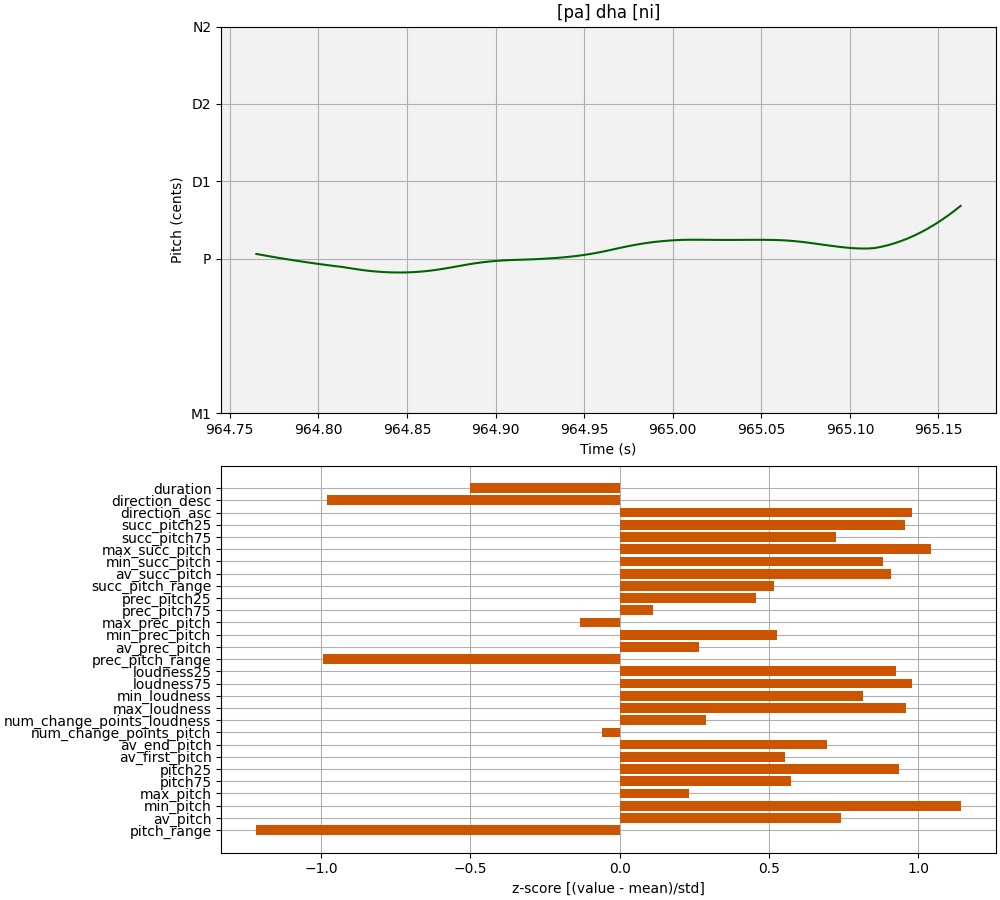 [pa] dha [ni]
N2
D2
D1
P
M1
Pitch (cents)
964.75 964.80 964.85 964.90 964.95 965.00 965.05 965.10 965.15
Time (s)
duration
direction_desc
direction_asc
succ_pitch25
succ_pitch75
max_succ_pitch
min_succ_pitch
av_succ_pitch
succ_pitch_range
prec_pitch25
prec_pitch75
max_prec_pitch
min_prec_pitch
av_prec_pitch
prec_pitch_range
loudness25
loudness75
min_loudness
max_loudness
num_change_points_loudness
num_change_points_pitch
av_end_pitch
av_first_pitch
pitch25
pitch75
max_pitch
min_pitch
av_pitch
pitch_range
−1.0 −0.5 0.0 0.5 1.0
z-score [(value - mean)/std]